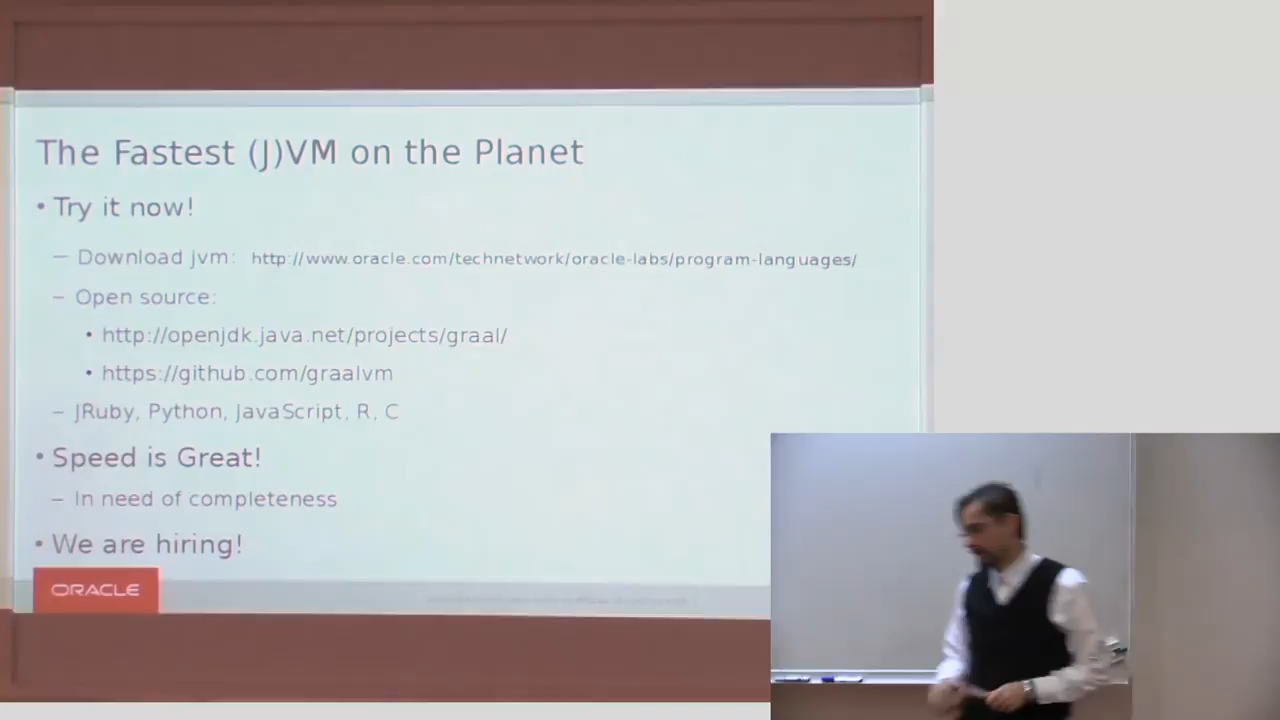 The Fastest (J)VM on the Planet
• Try it now!
– Download jvm: http://www.oracle.com/technetwork/oracle-labs/program-languages/
– Open source:
• http://openjdk.java.net/projects/graal/
• https://github.com/graalvm
– JRuby, Python, JavaScript, R, C
• Speed is Great!
– In need of completeness
• We are hiring!
ORACLE